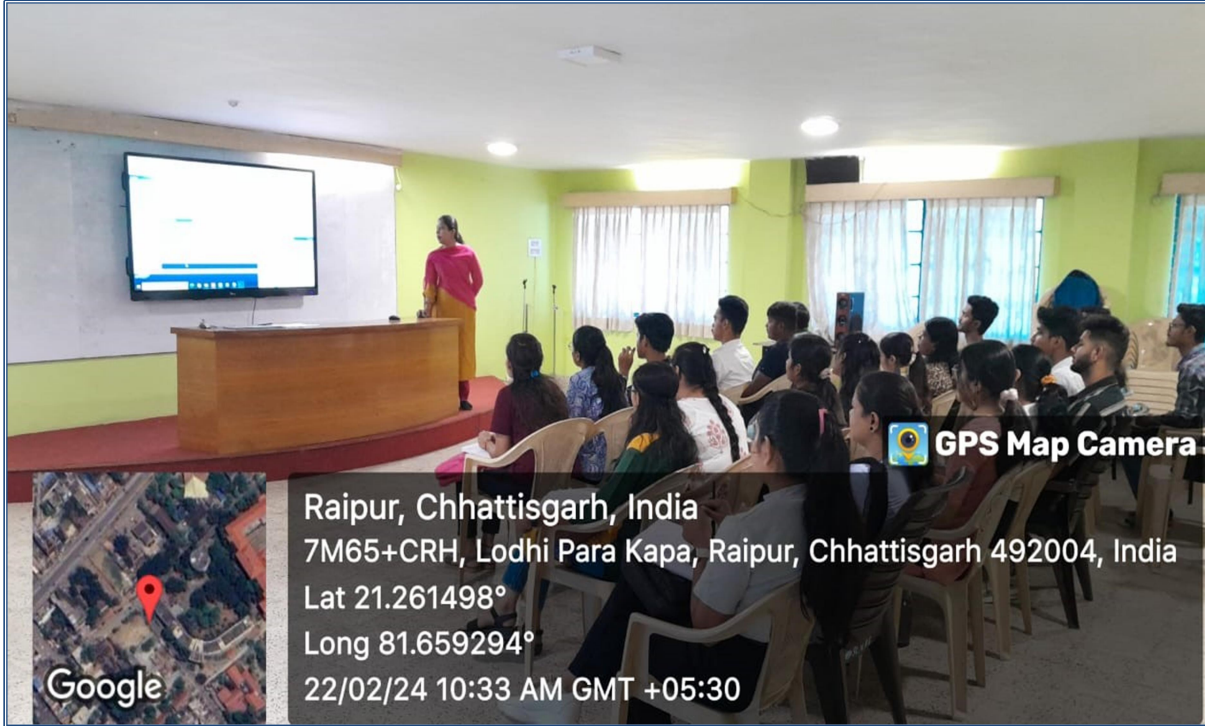 GPS Map Camera
Raipur, Chhattisgarh, India
7M65+CRH, Lodhi Para Kapa, Raipur, Chhattisgarh 492004, India
Lat 21.261498°
Long 81.659294°
22/02/24 10:33 AM GMT +05:30
Google